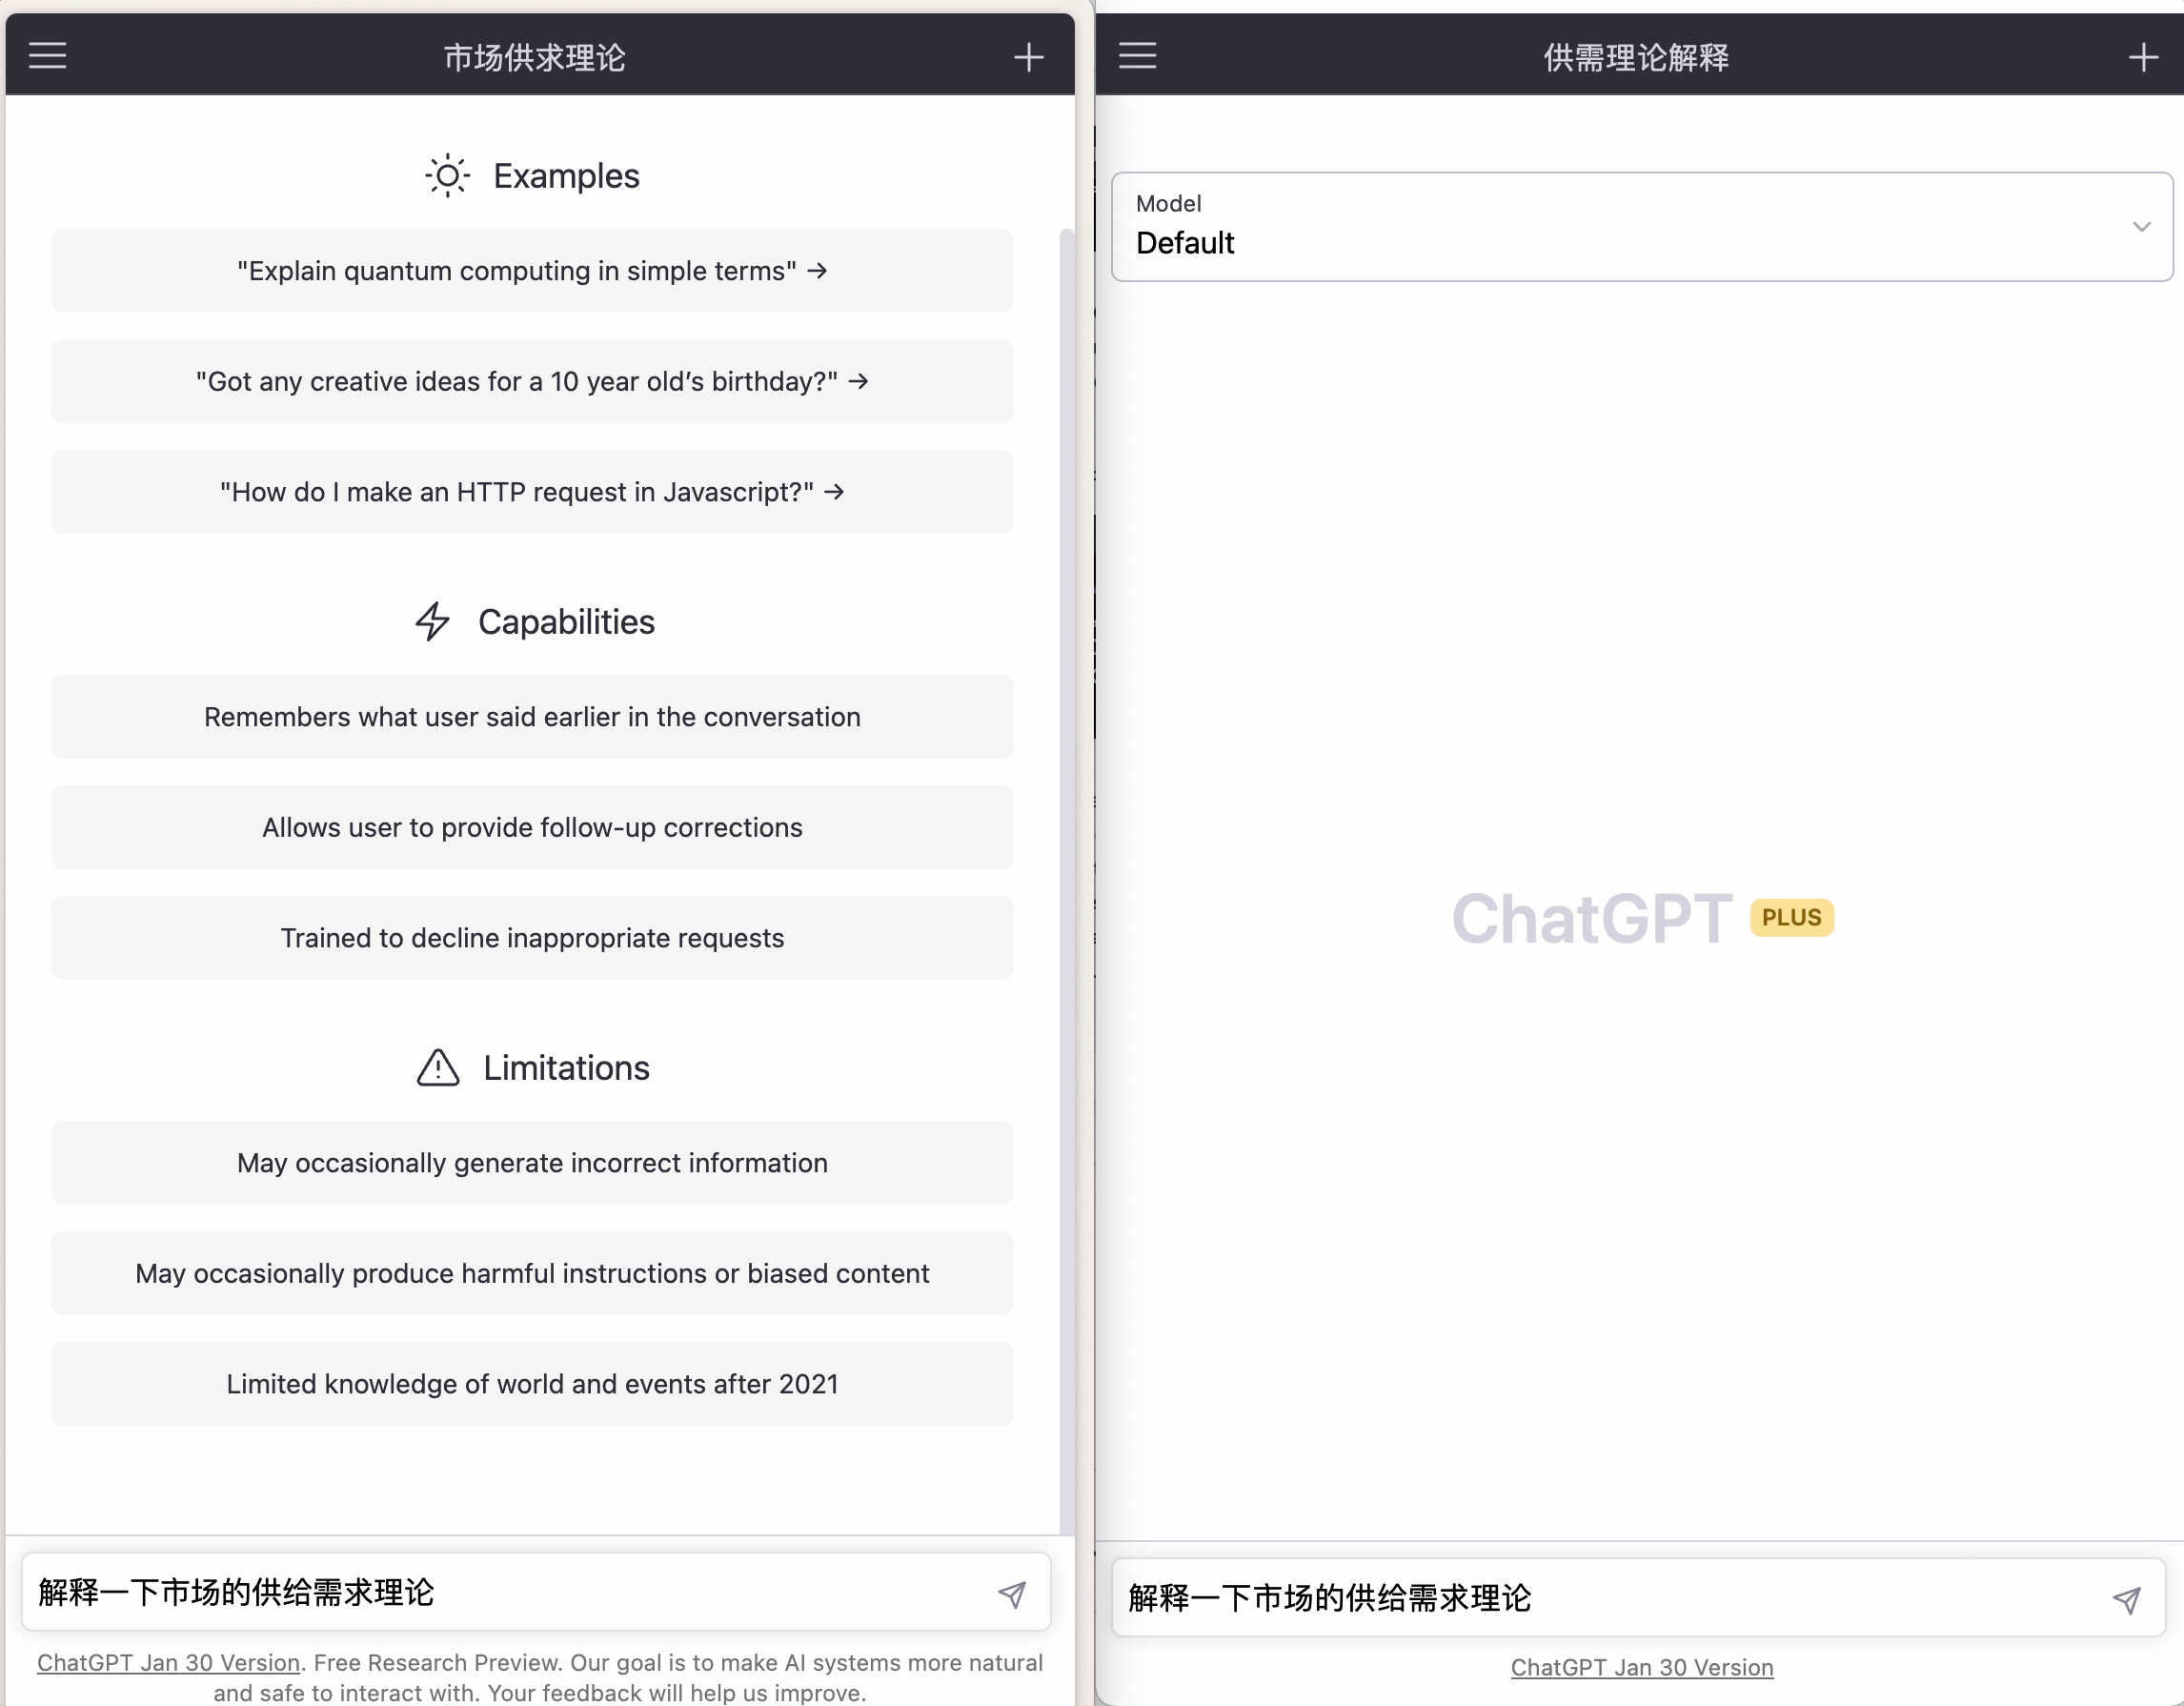 市场供求理论
Examples
"Explain quantum computing in simple terms" →
"Got any creative ideas for a 10 year old’s birthday?" →
"How do I make an HTTP request in Javascript?" →
Capabilities
Remembers what user said earlier in the conversation
Allows user to provide follow-up corrections
Trained to decline inappropriate requests
Limitations
May occasionally generate incorrect information
May occasionally produce harmful instructions or biased content
Limited knowledge of world and events after 2021
解释一下市场的供给需求理论
ChatGPT Jan 30 Version. Free Research Preview. Our goal is to make AI systems more natural
and safe to interact with. Your feedback will help us improve.
供需理论解释
Model
Default
ChatGPT PLUS
解释一下市场的供给需求理论
ChatGPT Jan 30 Version